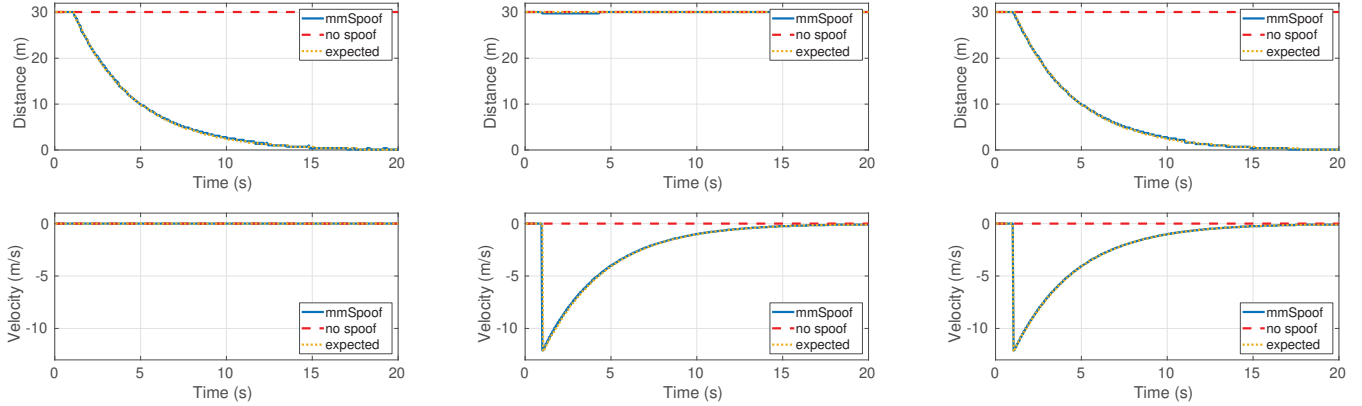 30
20
10
0
Distance (m)
mmSpoof
no spoof
expected
0 5 10 15 20
Time (s)
30
20
10
0
Distance (m)
mmSpoof
no spoof
expected
0 5 10 15 20
Time (s)
30
20
10
0
Distance (m)
mmSpoof
no spoof
expected
0 5 10 15 20
Time (s)
0
-5
-10
Velocity (m/s)
mmSpoof
no spoof
expected
0 5 10 15 20
Time (s)
0
-5
-10
Velocity (m/s)
mmSpoof
no spoof
expected
0 5 10 15 20
Time (s)
0
-5
-10
Velocity (m/s)
mmSpoof
no spoof
expected
0 5 10 15 20
Time (s)